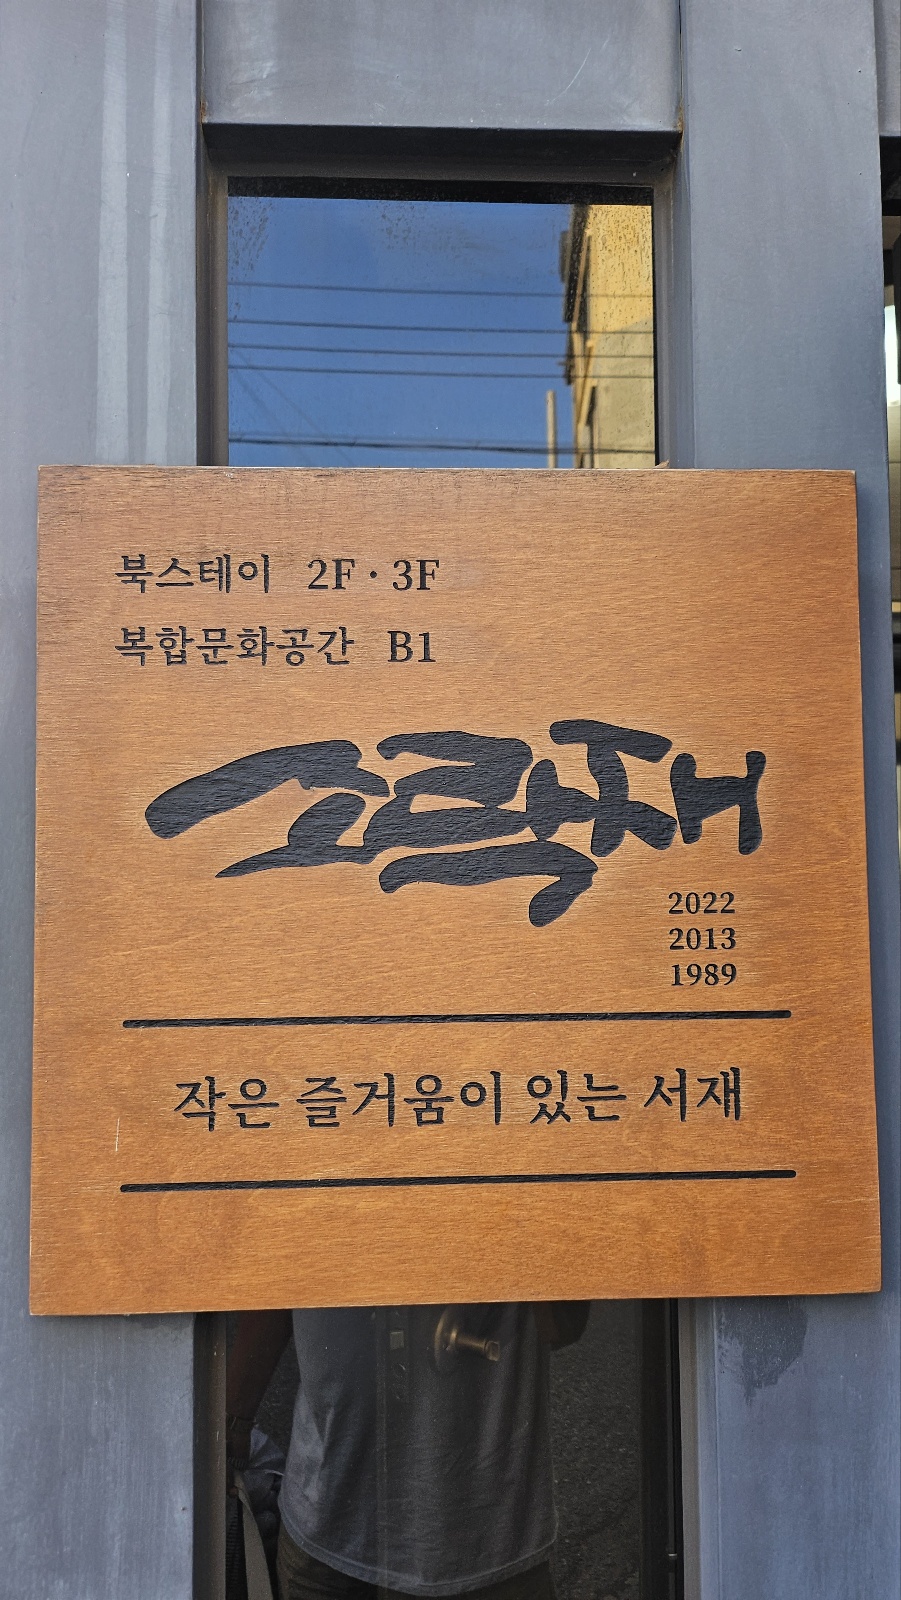 북스테이 2F · 3F
복합문화공간 B1
소락재
2022
2013
1989
작은 즐거움이 있는 서재